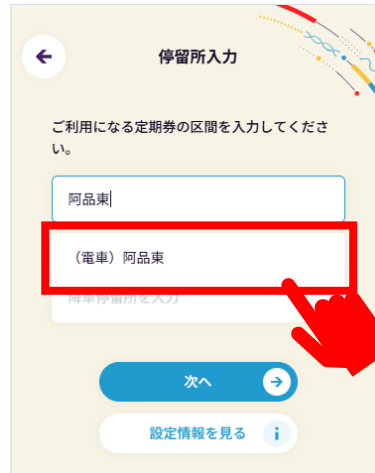 停留所入力
ご利用になる定期券の区間を入力してくださ
い。
阿品東
（電車）阿品東
降車停留所を入力
次へ
設定情報を見る i